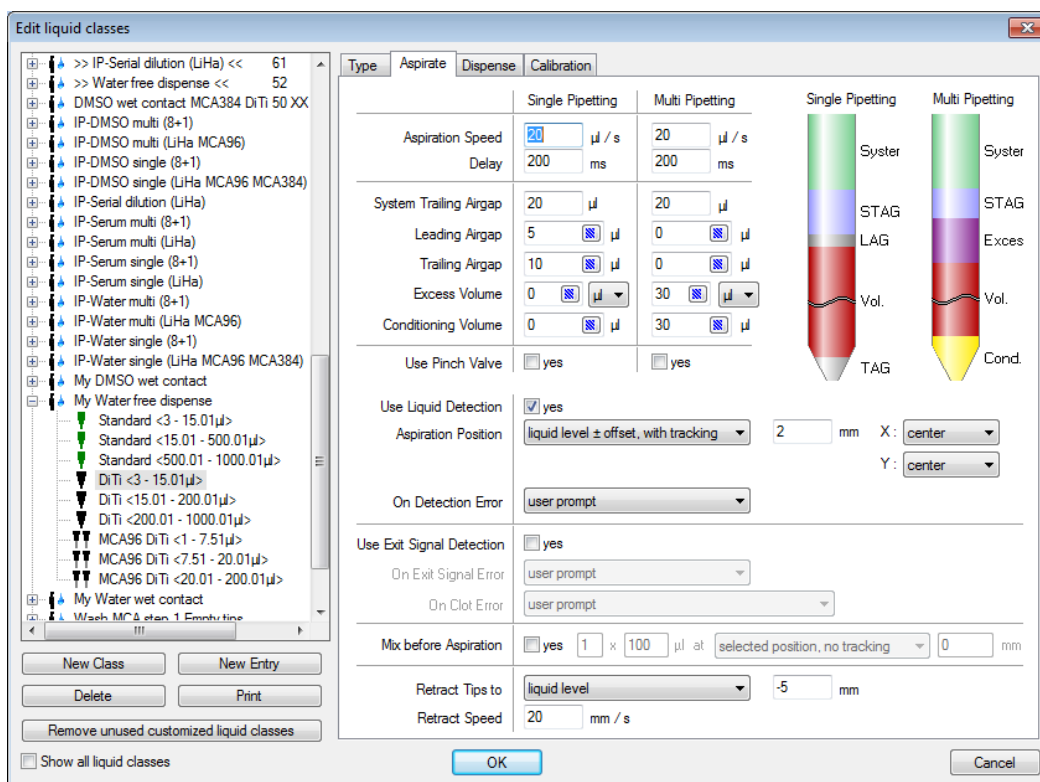 Edit liquid classes
>> IP-Serial dilution (LiHa) << 61
>> Water free dispense << 52
DMSO wet contact MCA384 DiTi 50 XX
IP-DMSO multi (8+1)
IP-DMSO multi (LiHa MCA96)
IP-DMSO single (8+1)
IP-DMSO single (LiHa MCA96 MCA384)
IP-Serial dilution (LiHa)
IP-Serum multi (8+1)
IP-Serum multi (LiHa)
IP-Serum single (8+1)
IP-Serum single (LiHa)
IP-Water multi (8+1)
IP-Water multi (LiHa MCA96)
IP-Water single (8+1)
IP-Water single (LiHa MCA96 MCA384)
My DMSO wet contact
My Water free dispense
Standard <3 - 15.01µl>
Standard <15.01 - 500.01µl>
Standard <500.01 - 1000.01µl>
DiTi <3 - 15.01µl>
DiTi <15.01 - 200.01µl>
DiTi <200.01 - 1000.01µl>
MCA96 DiTi <1 - 7.51µl>
MCA96 DiTi <7.51 - 20.01µl>
MCA96 DiTi <20.01 - 200.01µl>
My Water wet contact
Wash MCA step 1 Empty tips
New Class New Entry
Delete Print
Remove unused customized liquid classes
Show all liquid classes
Type Aspirate Dispense Calibration
Single Pipetting Multi Pipetting
Aspiration Speed 20 µl / s 20 µl / s
Delay 200 ms 200 ms
System Trailing Airgap 20 µl 20 µl
Leading Airgap 5 µl 0 µl
Trailing Airgap 10 µl 0 µl
Excess Volume 0 µl 30 µl
Conditioning Volume 0 µl 30 µl
Use Pinch Valve yes yes
Single Pipetting Multi Pipetting
Syster Syster
STAG STAG
LAG Exces
Vol. Vol.
TAG Cond.
Use Liquid Detection yes
Aspiration Position liquid level ± offset, with tracking 2 mm X : center
Y : center
On Detection Error user prompt
Use Exit Signal Detection yes
On Exit Signal Error user prompt
On Clot Error user prompt
Mix before Aspiration yes 1 x 100 µl at selected position, no tracking 0 mm
Retract Tips to liquid level -5 mm
Retract Speed 20 mm / s
OK Cancel